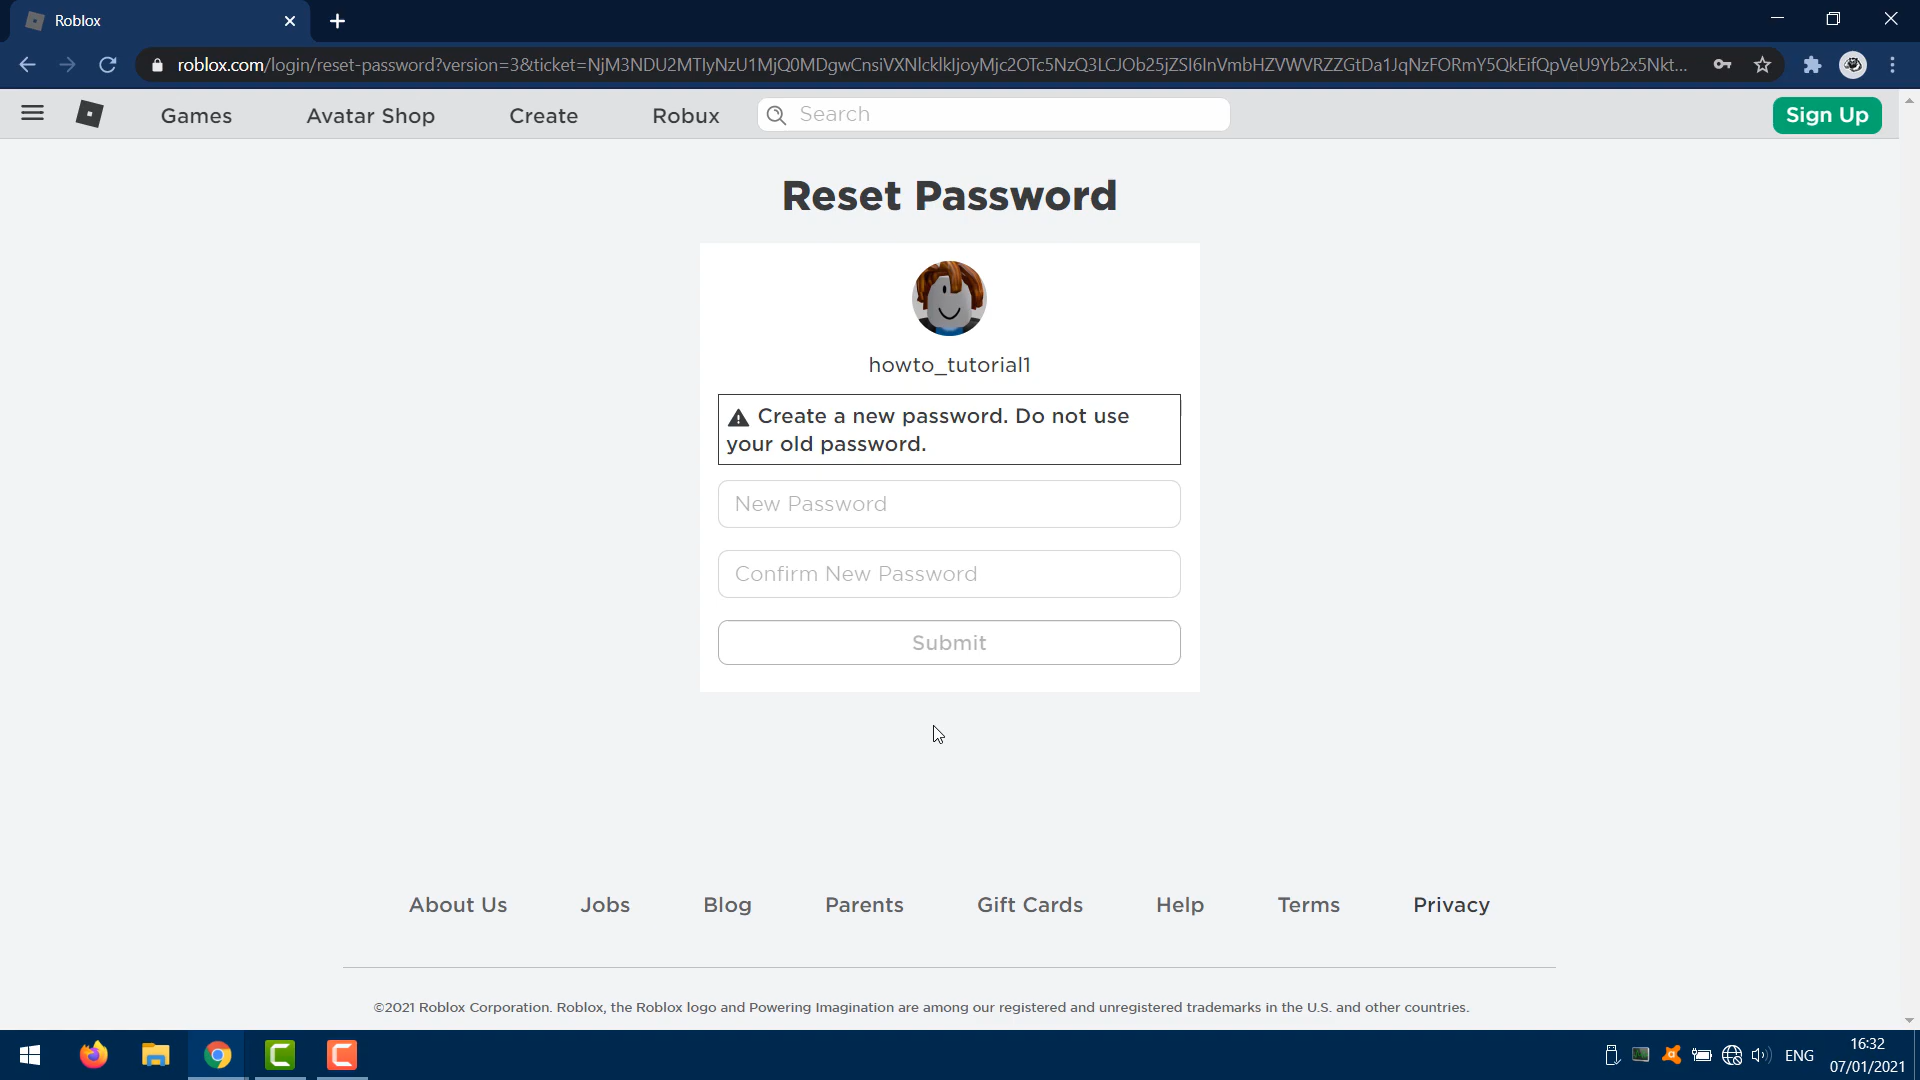 Roblox
roblox.com/login/reset-password?version=3&ticket=NjM3NDU2MTIyNzU1MjQ0MDgwCnsiVXNlcklkIjoyMjc2OTc5NzQ3LCJOb25jZSI6InVmbHZVWVRZZGtDa1JqNzFORmY5QkEifQpVeU9Yb2x5Nkt...
Games Avatar Shop Create Robux Search Sign Up
Reset Password
howto_tutorial1
Create a new password. Do not use
your old password.
New Password
Confirm New Password
Submit
About Us Jobs Blog Parents Gift Cards Help Terms Privacy
©2021 Roblox Corporation. Roblox, the Roblox logo and Powering Imagination are among our registered and unregistered trademarks in the U.S. and other countries.
ENG
16:32
07/01/2021